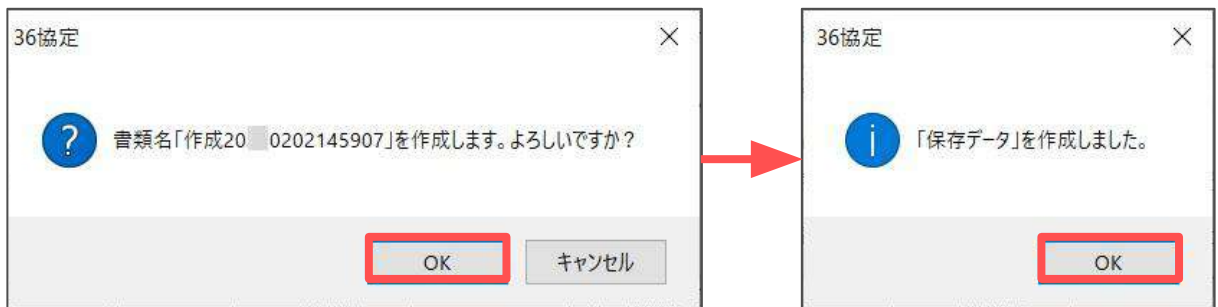 36協定
書類名「作成20 0202145907」を作成します。よろしいですか？
OK
キャンセル
36協定
「保存データ」を作成しました。
OK